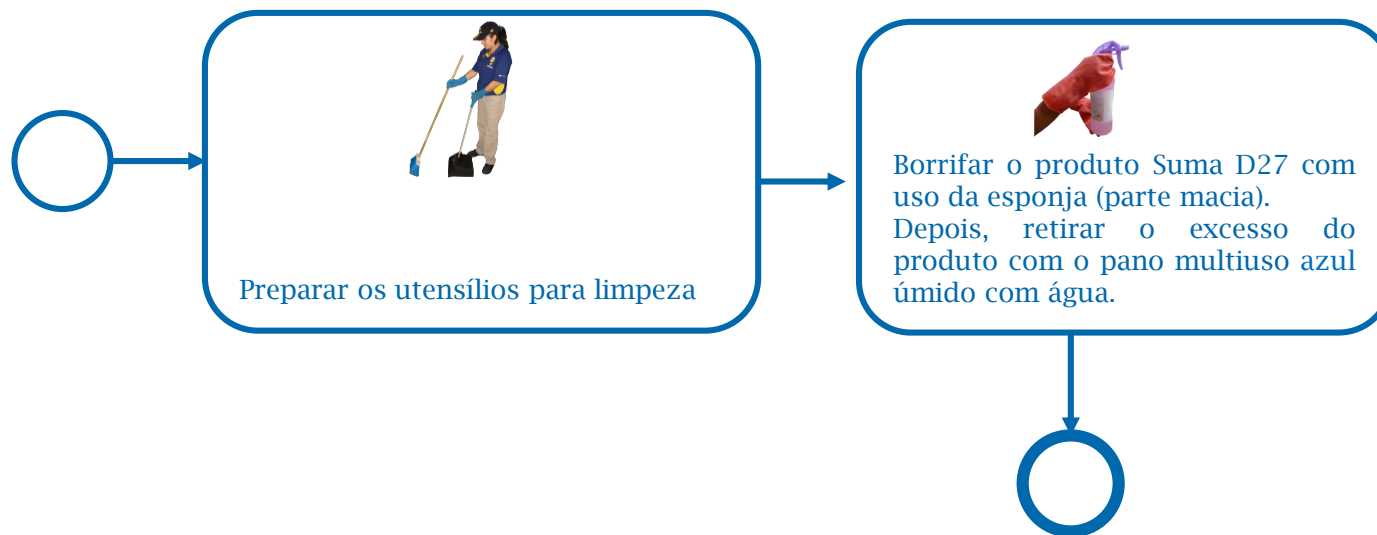 Preparar os utensílios para limpeza
Borrifar o produto Suma D27 com
uso da esponja (parte macia).
Depois, retirar o excesso do
produto com o pano multiuso azul
úmido com água.